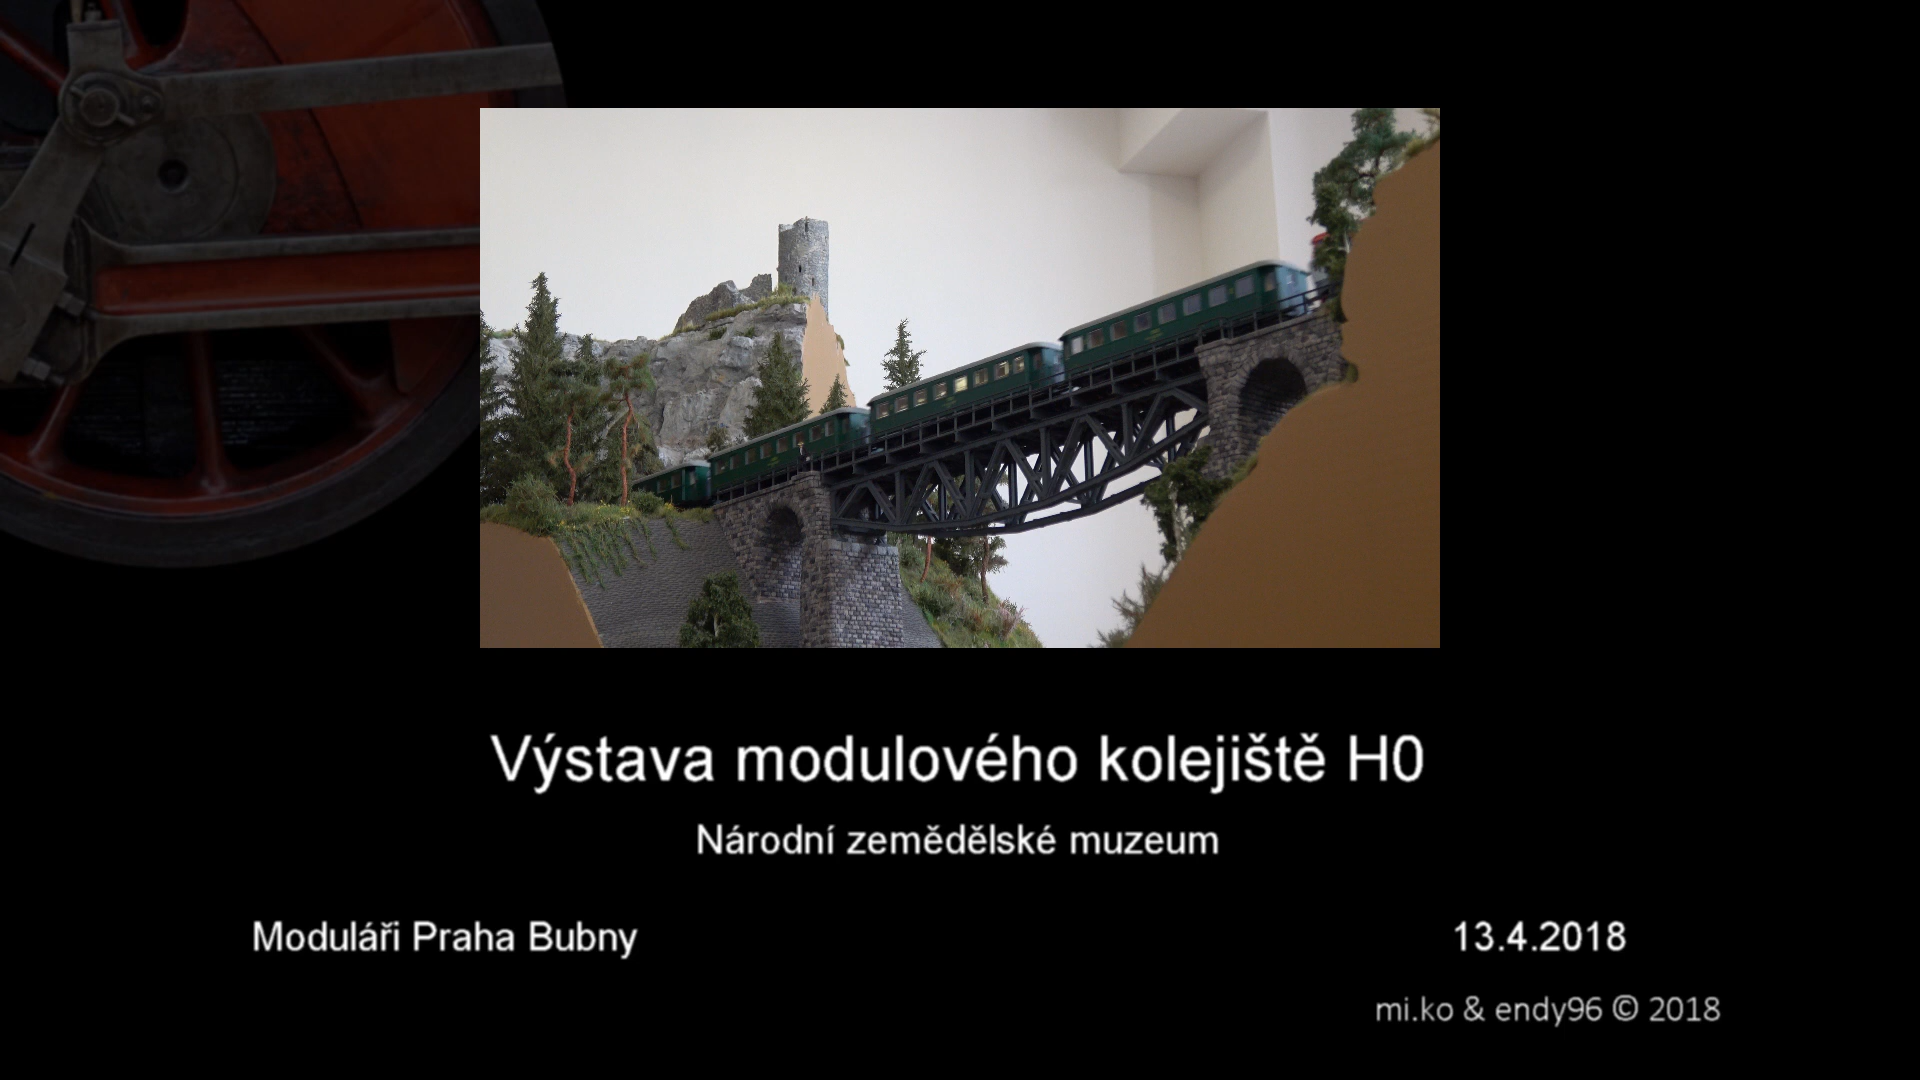 Výstava modulového kolejiště H0
Národní zemědělské muzeum
Moduláři Praha Bubny
13.4.2018
mi.ko & endy96 © 2018